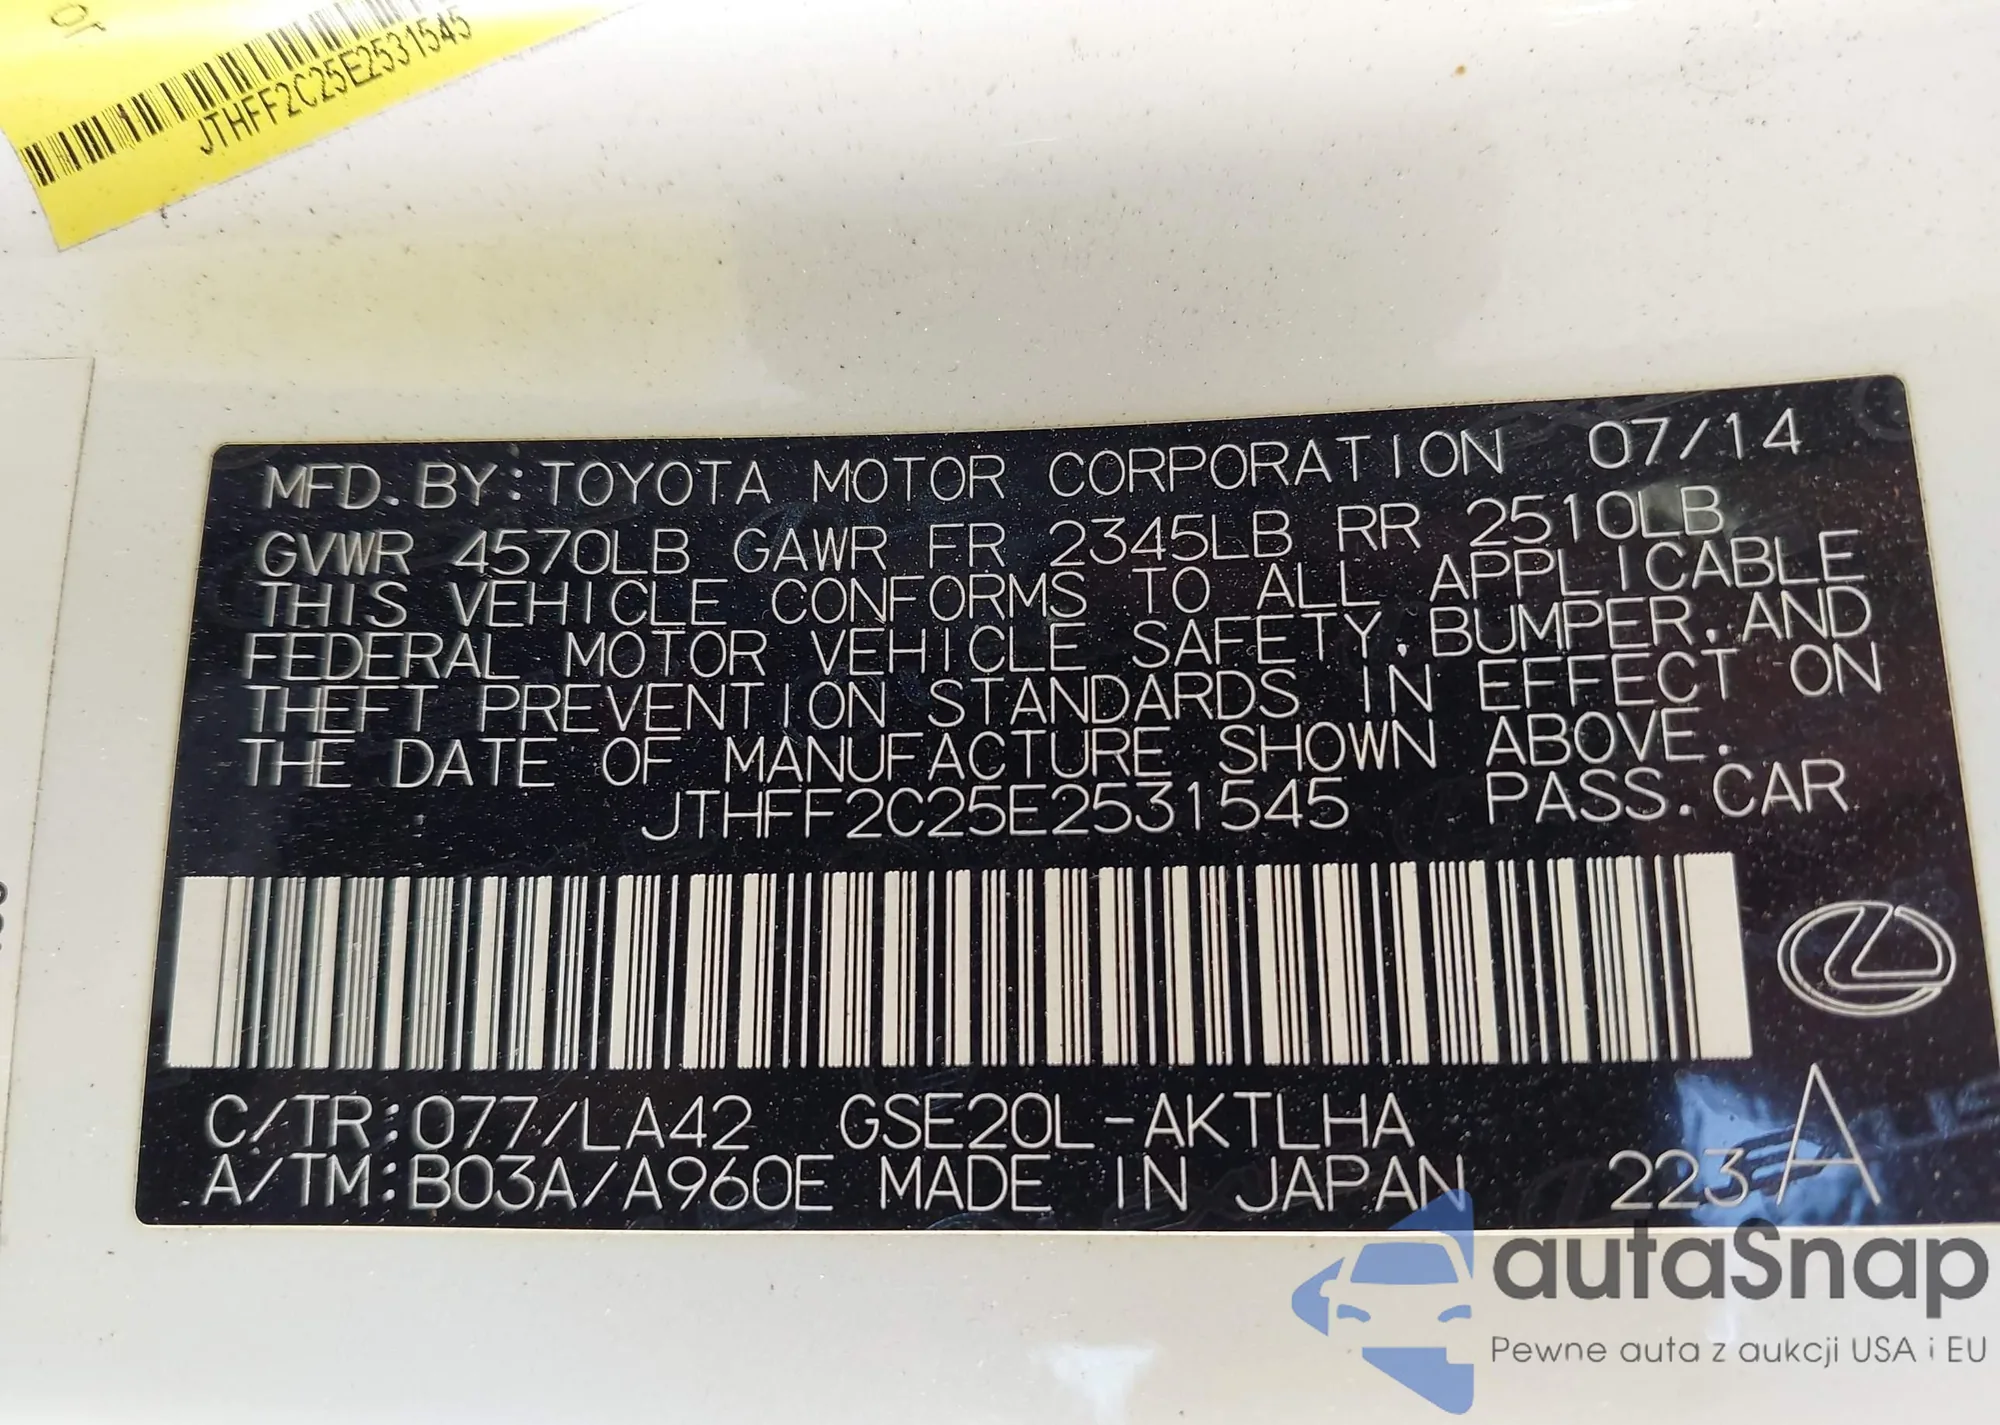 JTHFF2C25E2531545
MFD. BY: TOYOTA MOTOR CORPORATION 07/14
GVWR 4570LB GAWR FR 2345LB RR 2510LB
THIS VEHICLE CONFORMS TO ALL APPLICABLE
FEDERAL MOTOR VEHICLE SAFETY, BUMPER, AND
THEFT PREVENTION STANDARDS IN EFFECT ON
THE DATE OF MANUFACTURE SHOWN ABOVE.
JTHFF2C25E2531545 PASS. CAR
C/TR: 077/LA42 GSE20L-AKTLHA
A/TM: B03A/A960E MADE IN JAPAN 223 A
autaSnap
Pewne auta z aukcji USA i EU